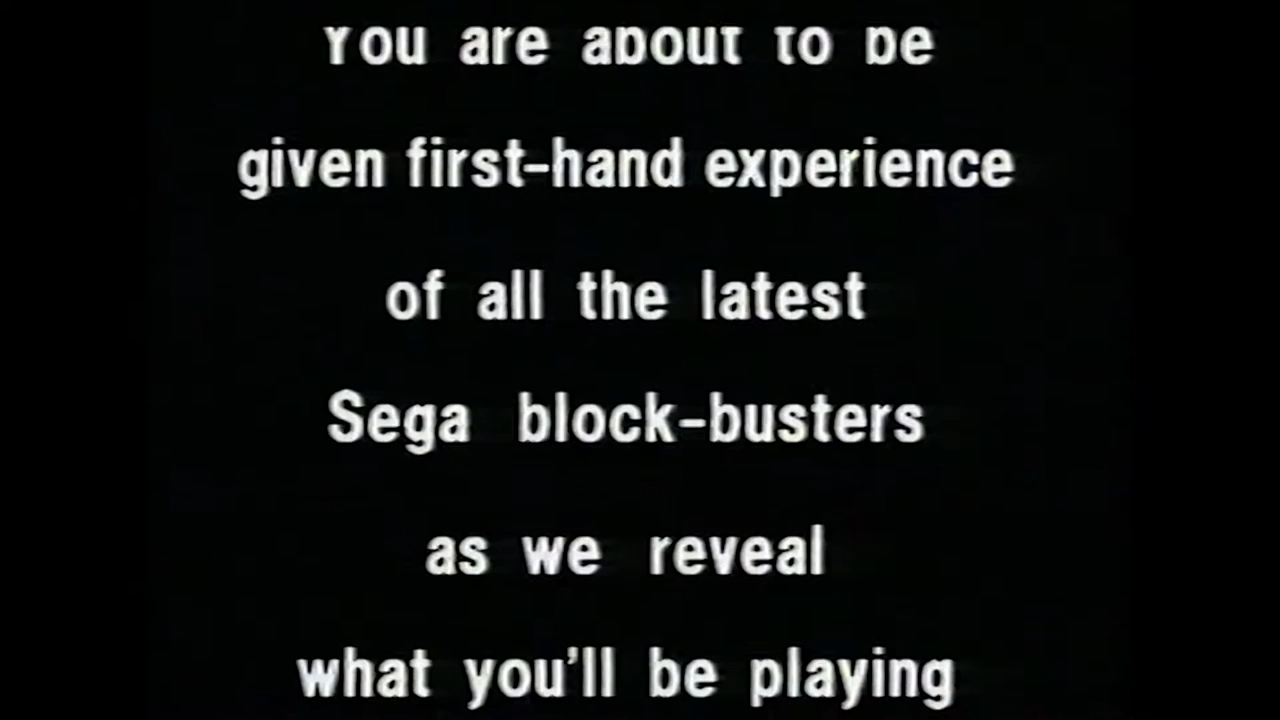 You are about to be
given first-hand experience
of all the latest
Sega block-busters
as we reveal
what you'll be playing